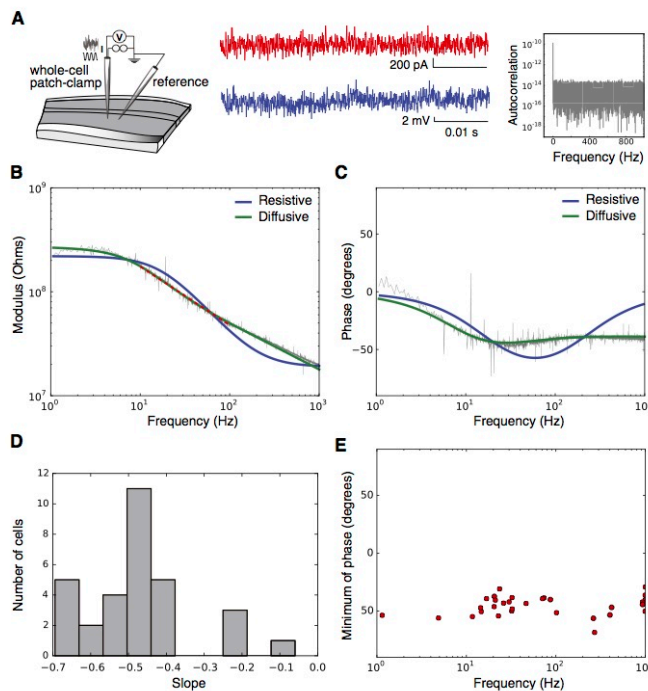 A
V
whole-cell
patch-clamp
reference
200 pA
2 mV
0.01 s
Autocorrelation
10⁻¹⁰
10⁻¹²
10⁻¹⁴
10⁻¹⁶
10⁻¹⁸
0 400 800
Frequency (Hz)
B
Modulus (Ohms)
10⁹
10⁸
10⁷
Resistive
Diffusive
10⁰ 10¹ 10² 10³
Frequency (Hz)
C
Phase (degrees)
50
0
−50
Resistive
Diffusive
10⁰ 10¹ 10² 10³
Frequency (Hz)
D
Number of cells
12
10
8
6
4
2
0
−0.7 −0.6 −0.5 −0.4 −0.3 −0.2 −0.1 0.0
Slope
E
Minimum of phase (degrees)
50
0
50
10⁰ 10¹ 10² 10³
Frequency (Hz)